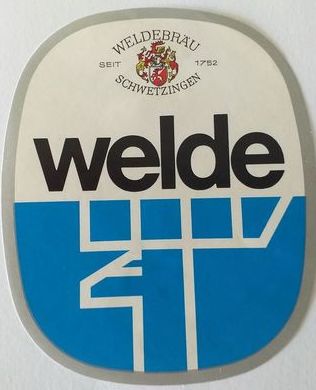 WELDEBRÄU
SEIT 1752
SCHWETZINGEN
welde